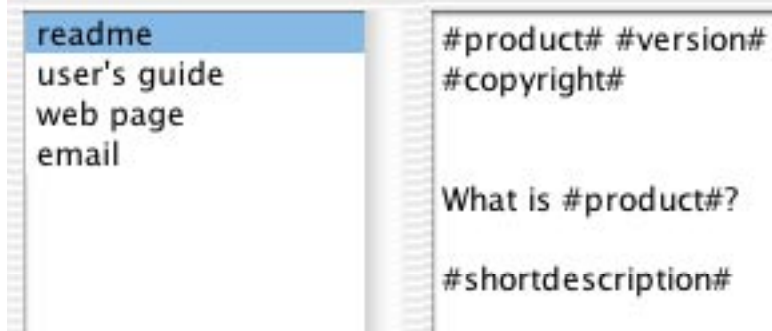 readme
user's guide
web page
email
#product# #version#
#copyright#
What is #product#?
#shortdescription#